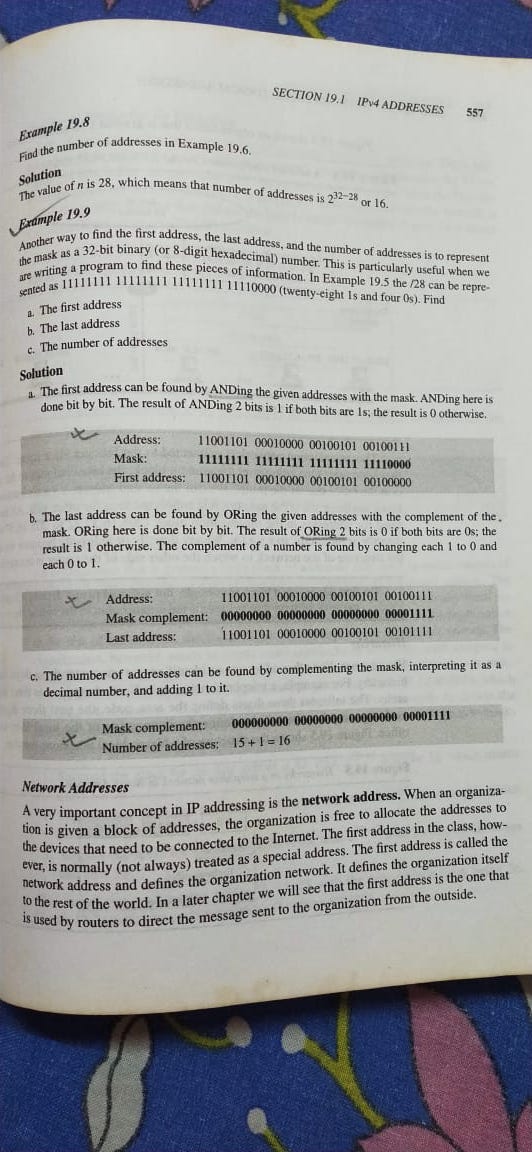 SECTION 19.1 IPv4 ADDRESSES 557
Example 19.8
Find the number of addresses in Example 19.6.
Solution
The value of n is 28, which means that number of addresses is 2³²⁻²⁸ or 16.
Example 19.9
Another way to find the first address, the last address, and the number of addresses is to represent
the mask as a 32-bit binary (or 8-digit hexadecimal) number. This is particularly useful when we
are writing a program to find these pieces of information. In Example 19.5 the /28 can be repre-
sented as 11111111 11111111 11111111 11110000 (twenty-eight 1s and four 0s). Find
a. The first address
b. The last address
c. The number of addresses
Solution
a. The first address can be found by ANDing the given addresses with the mask. ANDing here is
done bit by bit. The result of ANDing 2 bits is 1 if both bits are 1s; the result is 0 otherwise.
Address: 11001101 00010000 00100101 00100111
Mask: 11111111 11111111 11111111 11110000
First address: 11001101 00010000 00100101 00100000
b. The last address can be found by ORing the given addresses with the complement of the
mask. ORing here is done bit by bit. The result of ORing 2 bits is 0 if both bits are 0s; the
result is 1 otherwise. The complement of a number is found by changing each 1 to 0 and
each 0 to 1.
Address: 11001101 00010000 00100101 00100111
Mask complement: 00000000 00000000 00000000 00001111
Last address: 11001101 00010000 00100101 00101111
c. The number of addresses can be found by complementing the mask, interpreting it as a
decimal number, and adding 1 to it.
Mask complement: 000000000 00000000 00000000 00001111
Number of addresses: 15 + 1 = 16
Network Addresses
A very important concept in IP addressing is the network address. When an organiza-
tion is given a block of addresses, the organization is free to allocate the addresses to
the devices that need to be connected to the Internet. The first address in the class, how-
ever, is normally (not always) treated as a special address. The first address is called the
network address and defines the organization network. It defines the organization itself
to the rest of the world. In a later chapter we will see that the first address is the one that
is used by routers to direct the message sent to the organization from the outside.